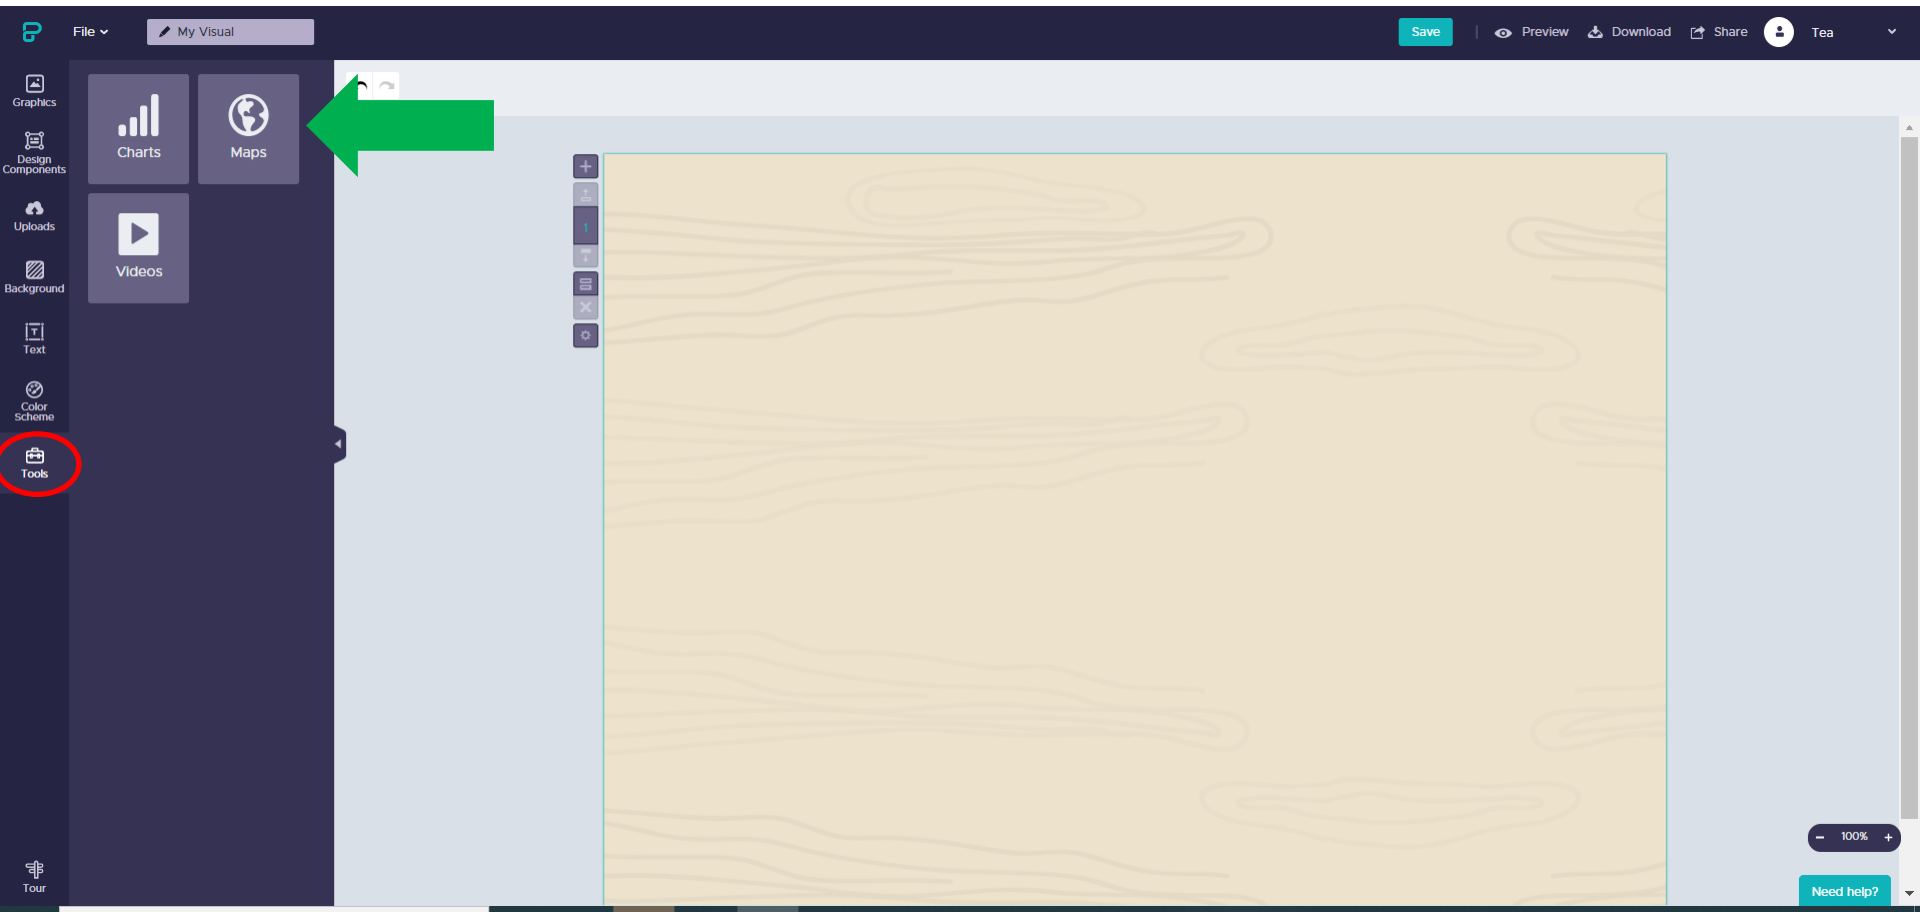 File
My Visual
Save
Preview
Download
Share
Tea
Graphics
Design
Components
Uploads
Background
Text
Color
Scheme
Tools
Tour
Charts
Maps
Videos
1
100%
Need help?